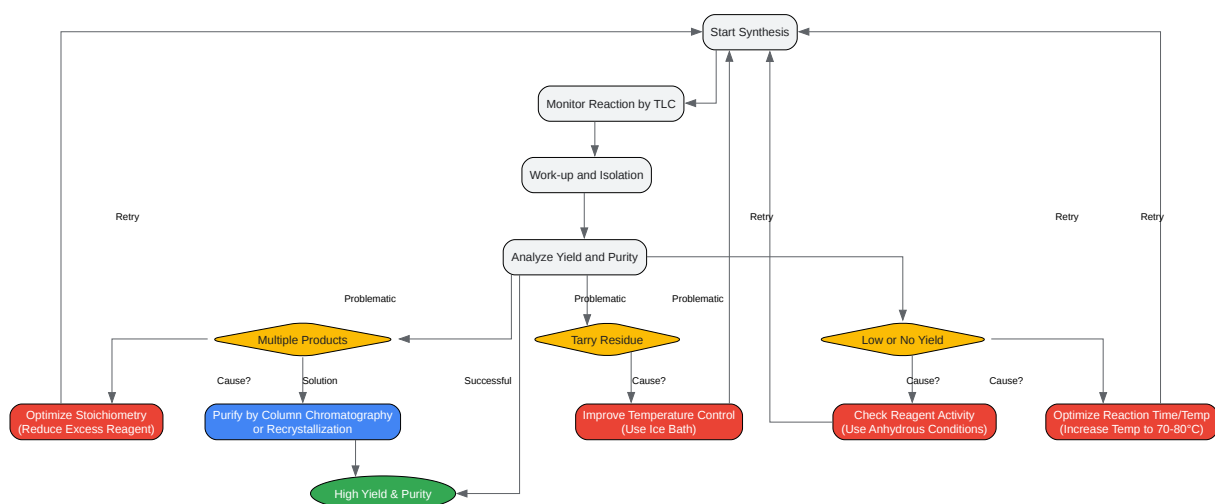 Start Synthesis
Monitor Reaction by TLC
Work-up and Isolation
Retry
Retry
Retry
Retry
Analyze Yield and Purity
Problematic
Problematic
Problematic
Multiple Products
Tarry Residue
Low or No Yield
Cause?
Solution
Successful
Cause?
Cause?
Cause?
Optimize Stoichiometry
(Reduce Excess Reagent)
Purify by Column Chromatography
or Recrystallization
Improve Temperature Control
(Use Ice Bath)
Check Reagent Activity
(Use Anhydrous Conditions)
Optimize Reaction Time/Temp
(Increase Temp to 70-80°C)
High Yield & Purity